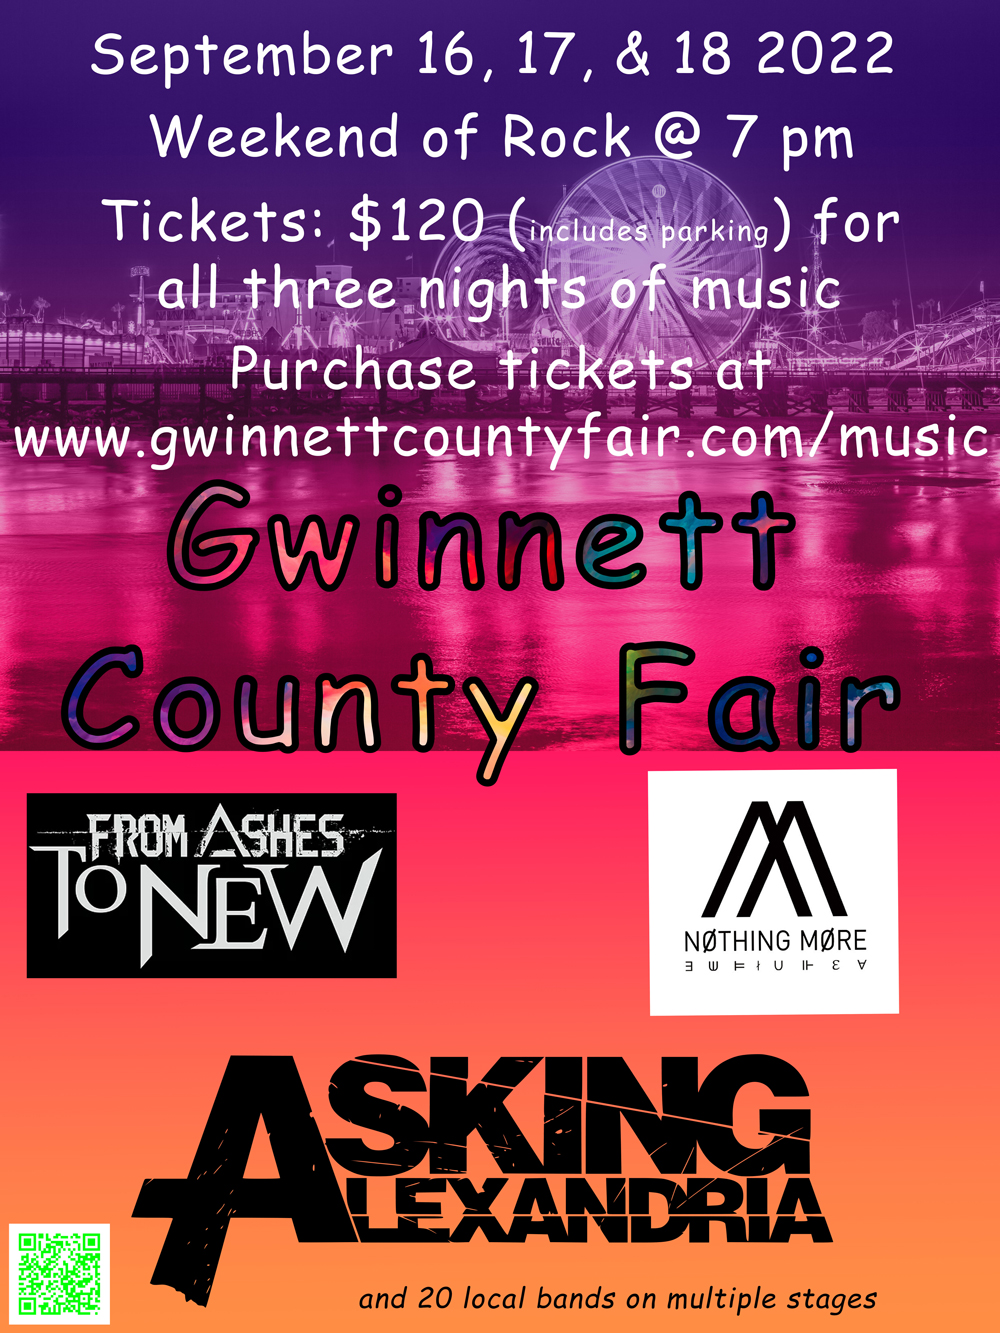 September 16, 17, & 18 2022
Weekend of Rock @ 7 pm
Tickets: $120 (includes parking) for
all three nights of music
Purchase tickets at
www.gwinnettcountyfair.com/music
Gwinnett
County Fair
FROM ASHES
TO NEW
NØTHING MØRE
ASKING
ALEXANDRIA
and 20 local bands on multiple stages